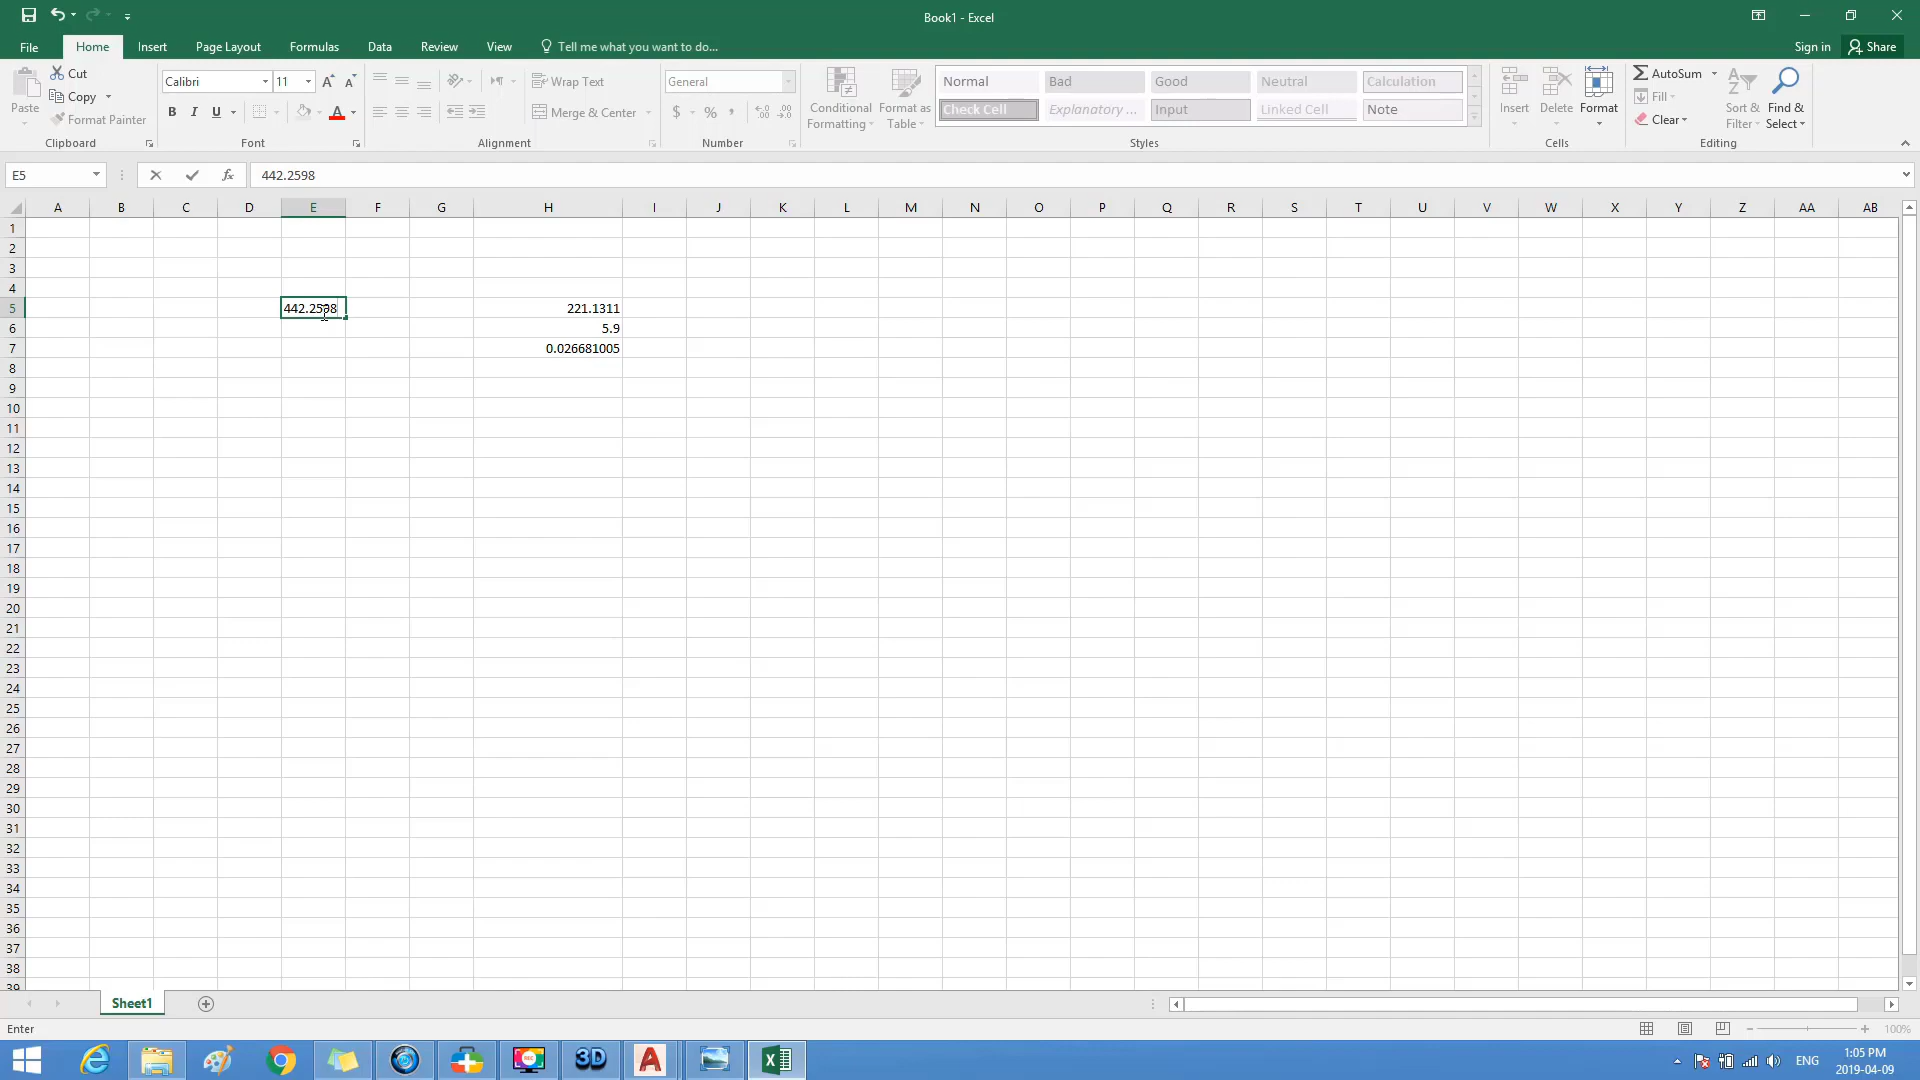 Book1 - Excel
File Home Insert Page Layout Formulas Data Review View Tell me what you want to do... Sign in Share
Paste Cut Copy Format Painter
Calibri 11
B I U A
Wrap Text
Merge & Center
General
$ %
Conditional Formatting
Format as Table
Normal Bad Good Neutral Calculation
Check Cell Explanatory ... Input Linked Cell Note
Insert Delete Format
AutoSum
Fill
Clear
Sort & Filter
Find & Select
Clipboard Font Alignment Number Styles Cells Editing
E5 fx 442.2598
A B C D E F G H I J K L M N O P Q R S T U V W X Y Z AA AB
1
2
3
4
5 442.2598 221.1311
6 5.9
7 0.026681005
8
9
10
11
12
13
14
15
16
17
18
19
20
21
22
23
24
25
26
27
28
29
30
31
32
33
34
35
36
37
38
39
Sheet1
Enter 100%
3D ENG 1:05 PM
2019-04-09